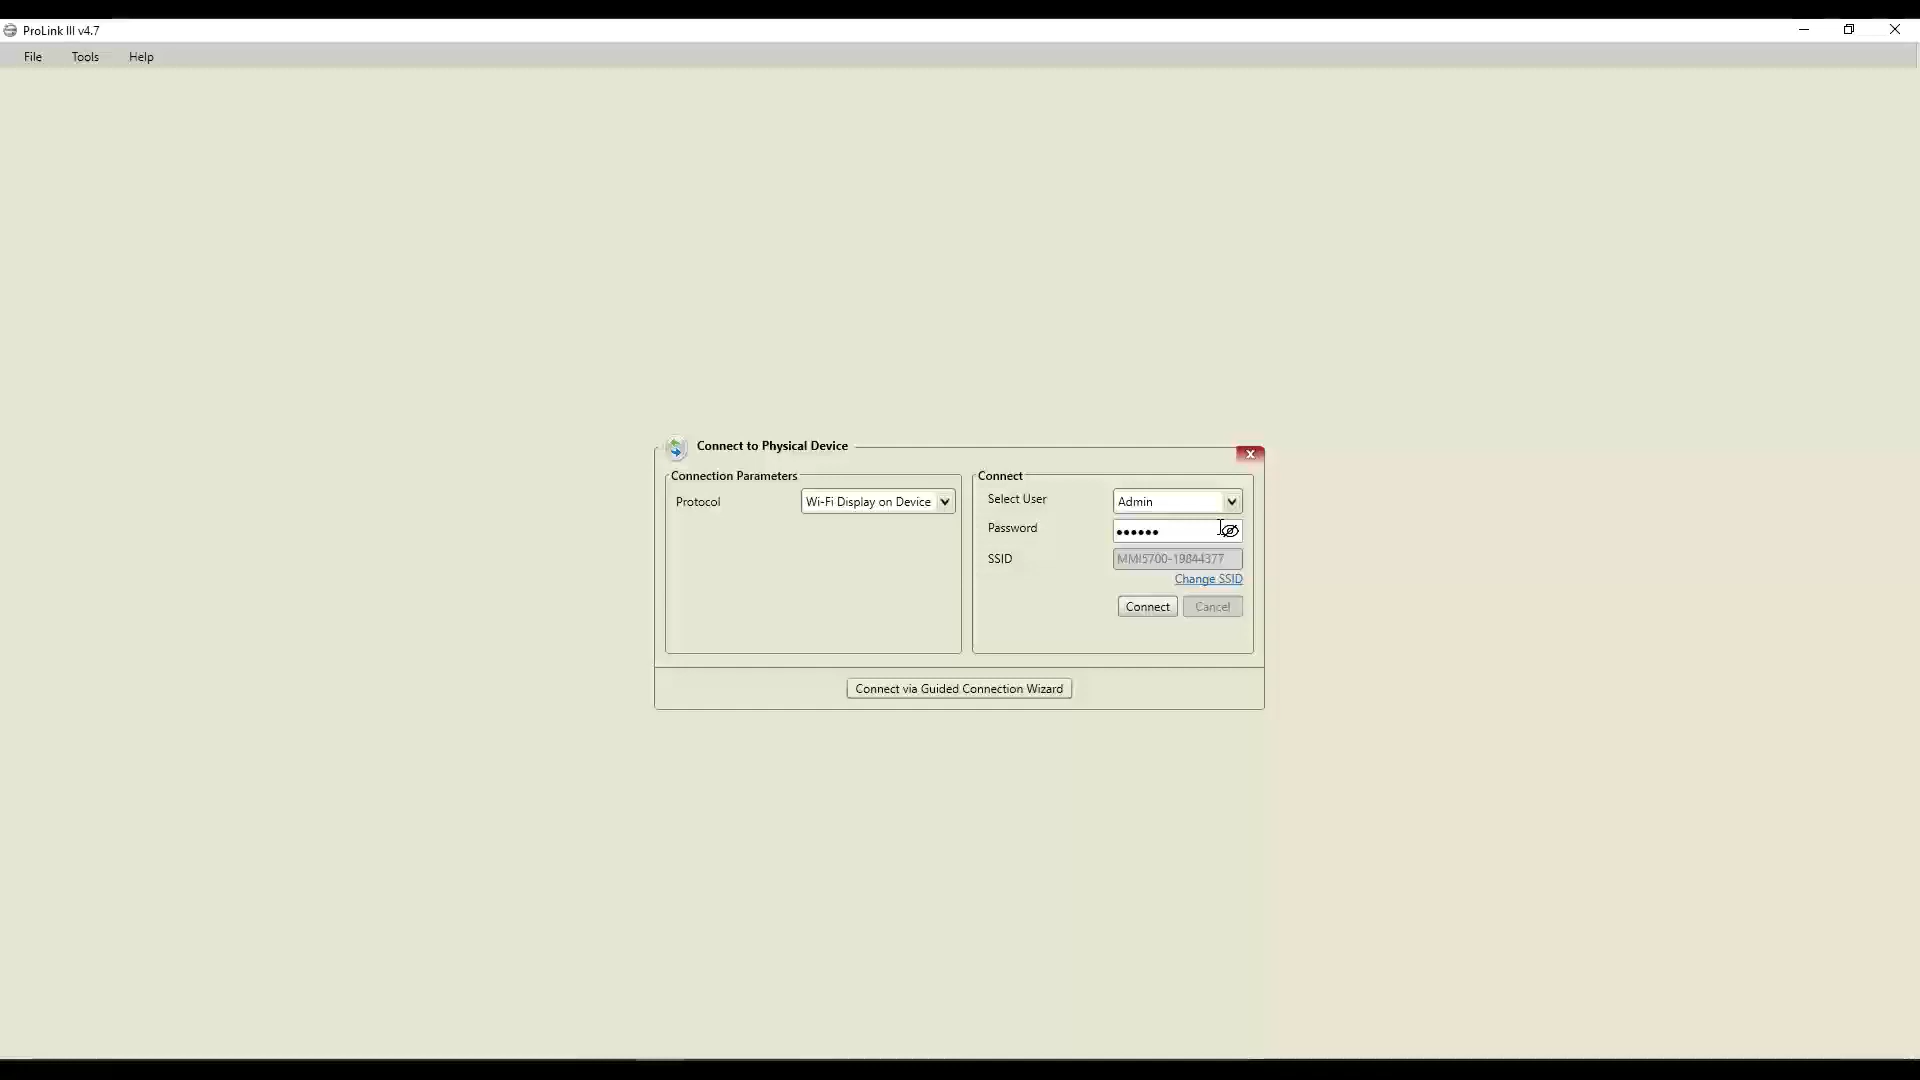 ProLink III v4.7
File Tools Help
Connect to Physical Device
Connection Parameters
Protocol Wi-Fi Display on Device
Connect
Select User Admin
Password ••••••
SSID MMI5700-19844377
Change SSID
Connect Cancel
Connect via Guided Connection Wizard